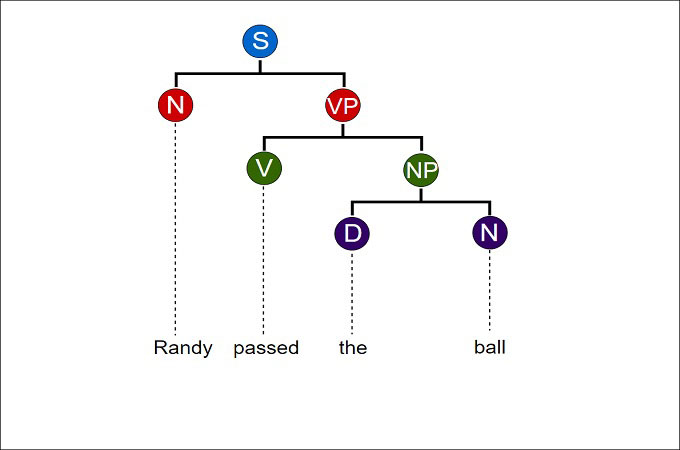 S
N VP
V NP
D N
Randy passed the ball